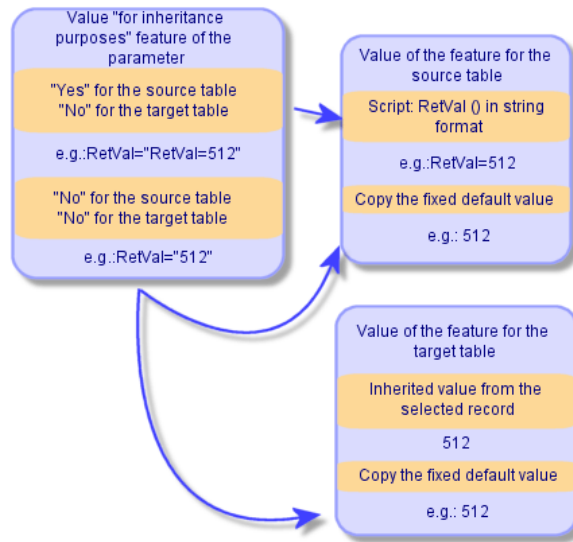 Value "for inheritance
purposes" feature of the
parameter
"Yes" for the source table
"No" for the target table
e.g.:RetVal="RetVal=512"
"No" for the source table
"No" for the target table
e.g.:RetVal="512"
Value of the feature for the
source table
Script: RetVal () in string
format
e.g.:RetVal=512
Copy the fixed default value
e.g.: 512
Value of the feature for the
target table
Inherited value from the
selected record
512
Copy the fixed default value
e.g.: 512